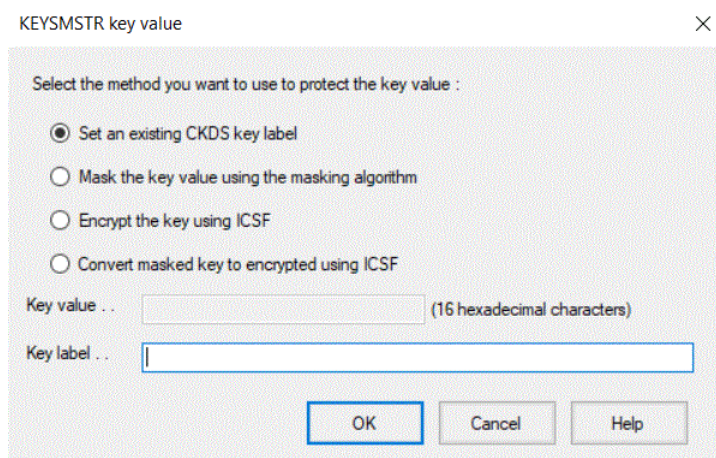 KEYSMSTR key value
Select the method you want to use to protect the key value :
Set an existing CKDS key label
Mask the key value using the masking algorithm
Encrypt the key using ICSF
Convert masked key to encrypted using ICSF
Key value . . (16 hexadecimal characters)
Key label . .
OK Cancel Help